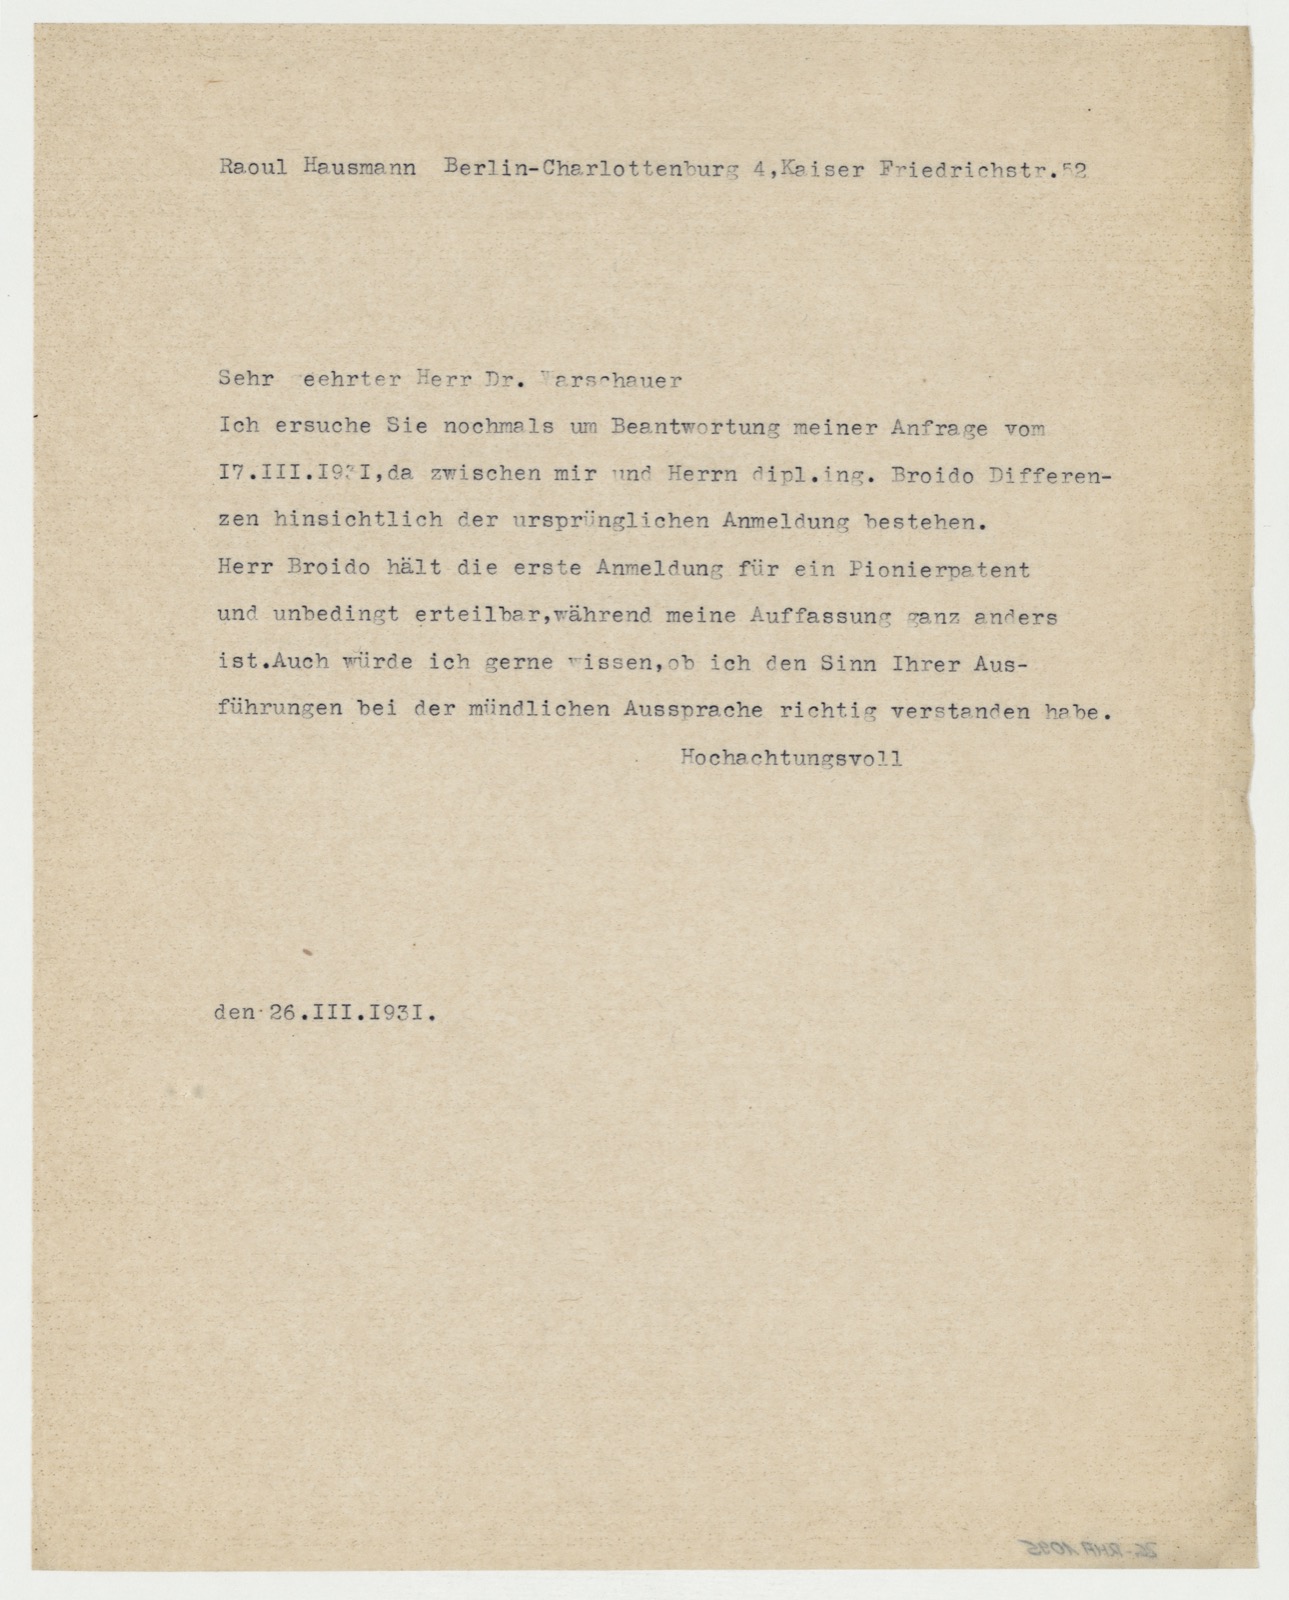 Raoul Hausmann Berlin-Charlottenburg 4,Kaiser Friedrichstr.52
Sehr geehrter Herr Dr. Warschauer
Ich ersuche Sie nochmals um Beantwortung meiner Anfrage vom
I7.III.I93I,da zwischen mir und Herrn dipl.ing. Broido Differen-
zen hinsichtlich der ursprünglichen Anmeldung bestehen.
Herr Broido hält die erste Anmeldung für ein Pionierpatent
und unbedingt erteilbar,während meine Auffassung ganz anders
ist.Auch würde ich gerne wissen,ob ich den Sinn Ihrer Aus-
führungen bei der mündlichen Aussprache richtig verstanden habe.
Hochachtungsvoll
den 26.III.I93I.